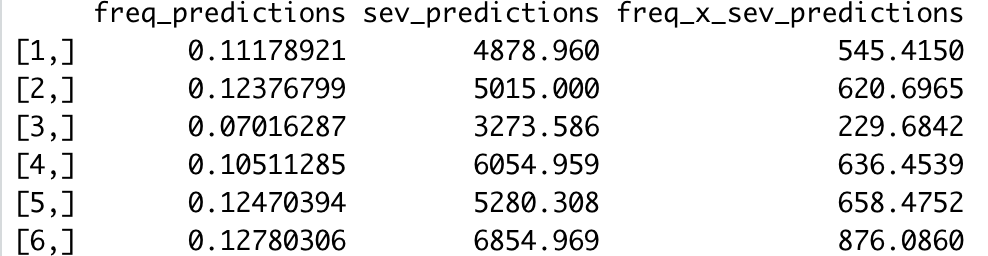 freq_predictions sev_predictions freq_x_sev_predictions
[1,] 0.11178921 4878.960 545.4150
[2,] 0.12376799 5015.000 620.6965
[3,] 0.07016287 3273.586 229.6842
[4,] 0.10511285 6054.959 636.4539
[5,] 0.12470394 5280.308 658.4752
[6,] 0.12780306 6854.969 876.0860